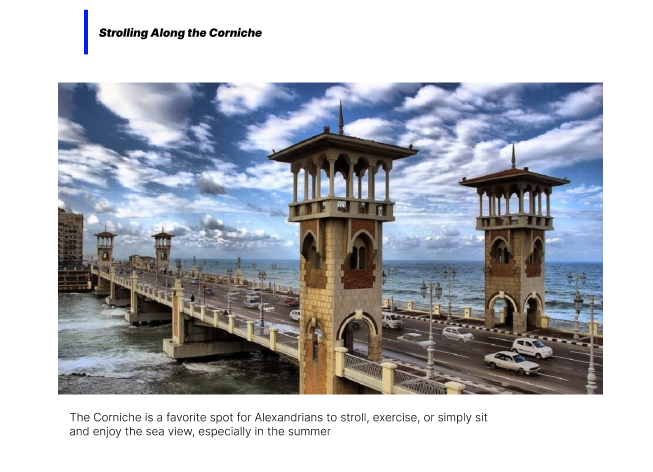 Strolling Along the Corniche
The Corniche is a favorite spot for Alexandrians to stroll, exercise, or simply sit
and enjoy the sea view, especially in the summer